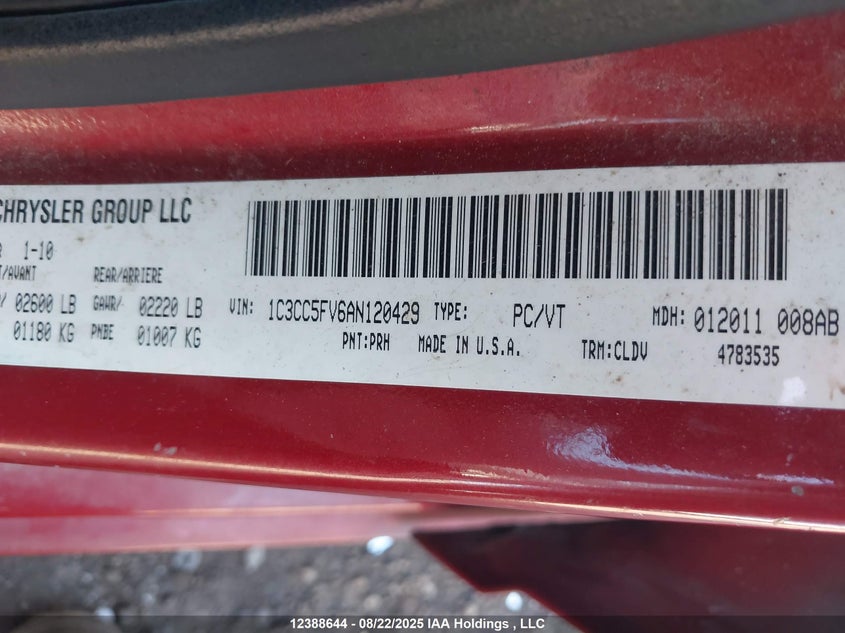 CHRYSLER GROUP LLC
1-10
T/AVANT REAR/ARRIERE
02600 LB GAWR/ 02220 LB
01180 KG PNBE 01007 KG
VIN: 1C3CC5FV6AN120429 TYPE: PC/VT MDH: 012011 008AB
PNT:PRH MADE IN U.S.A. TRM:CLDV 4783535
12388644 - 08/22/2025 IAA Holdings , LLC